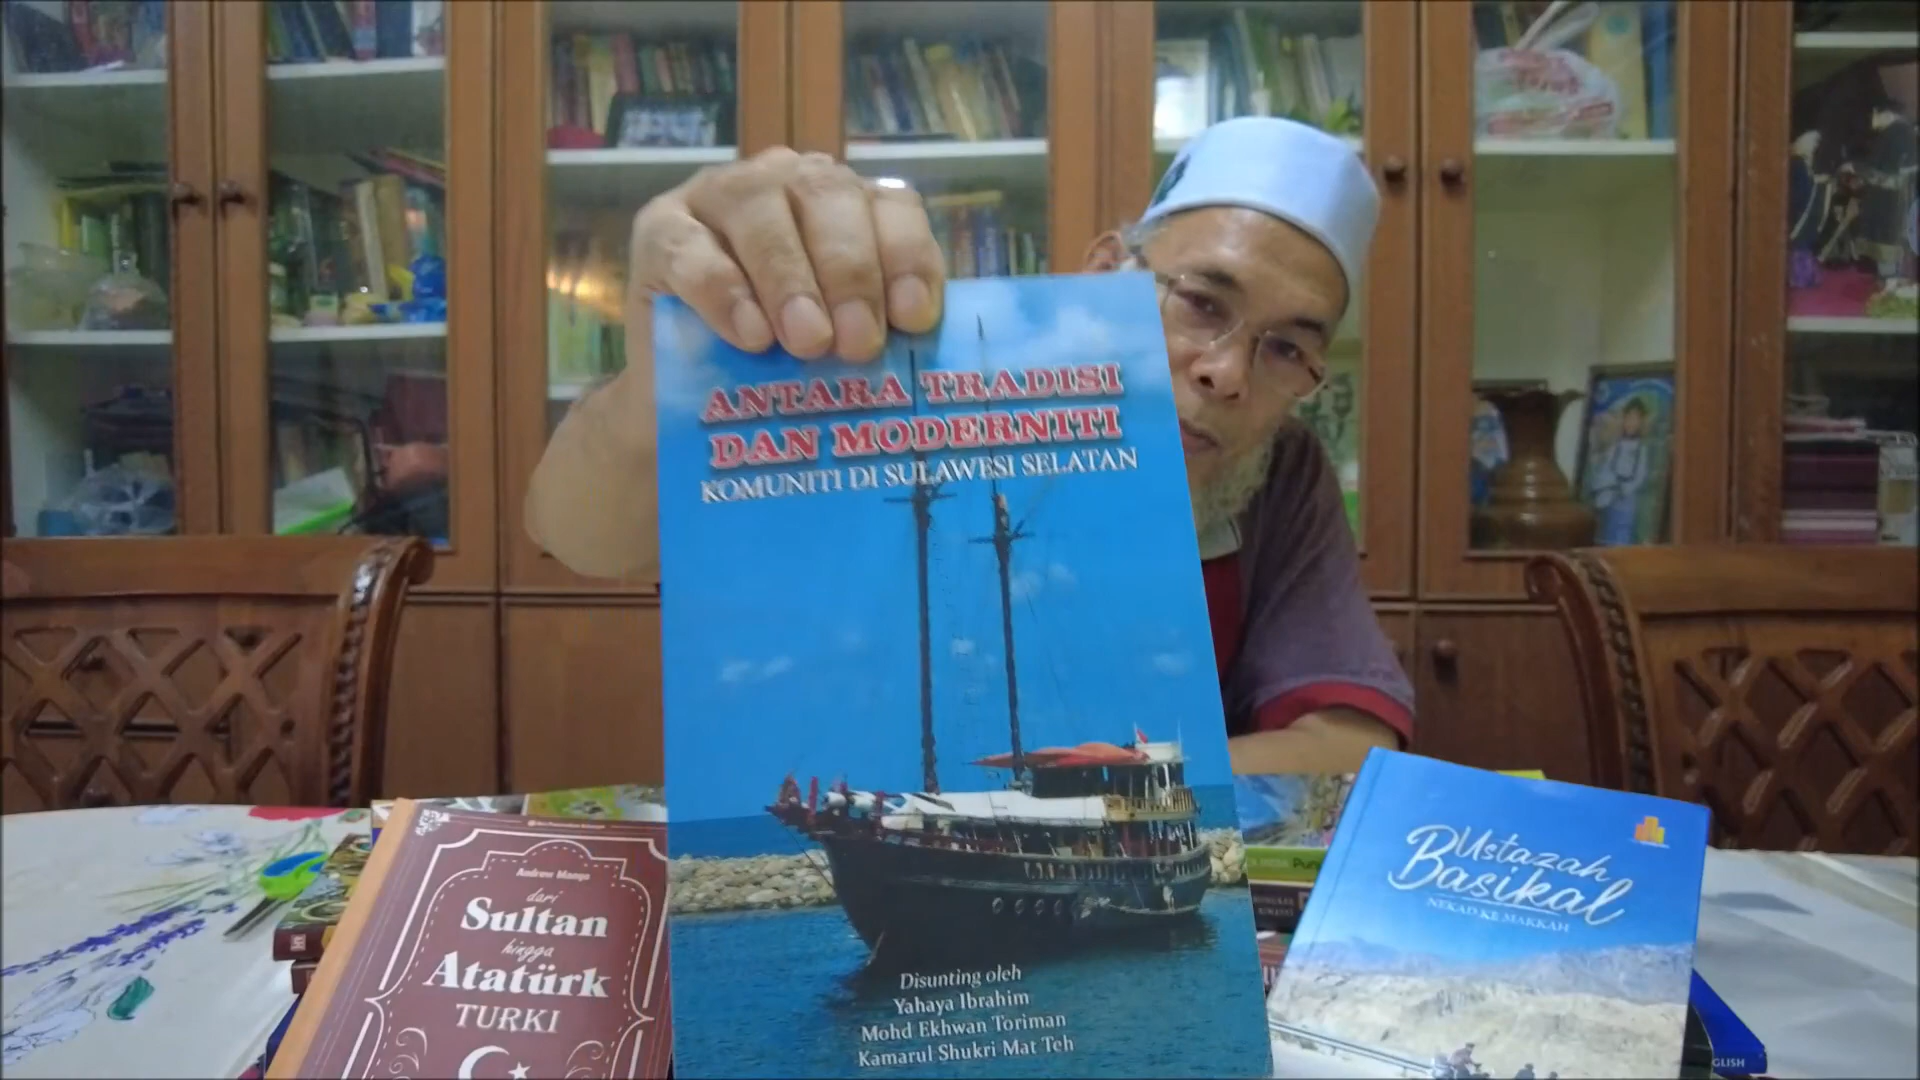 ANTARA TRADISI
DAN MODERNITI
KOMUNITI DI SULAWESI SELATAN
Disunting oleh
Yahaya Ibrahim
Mohd Ekhwan Toriman
Kamarul Shukri Mat Teh
Andrew Mango
dari
Sultan
hingga
Atatürk
TURKI
Ustazah
Basikal
NEKAD KE MAKKAH
GLISH